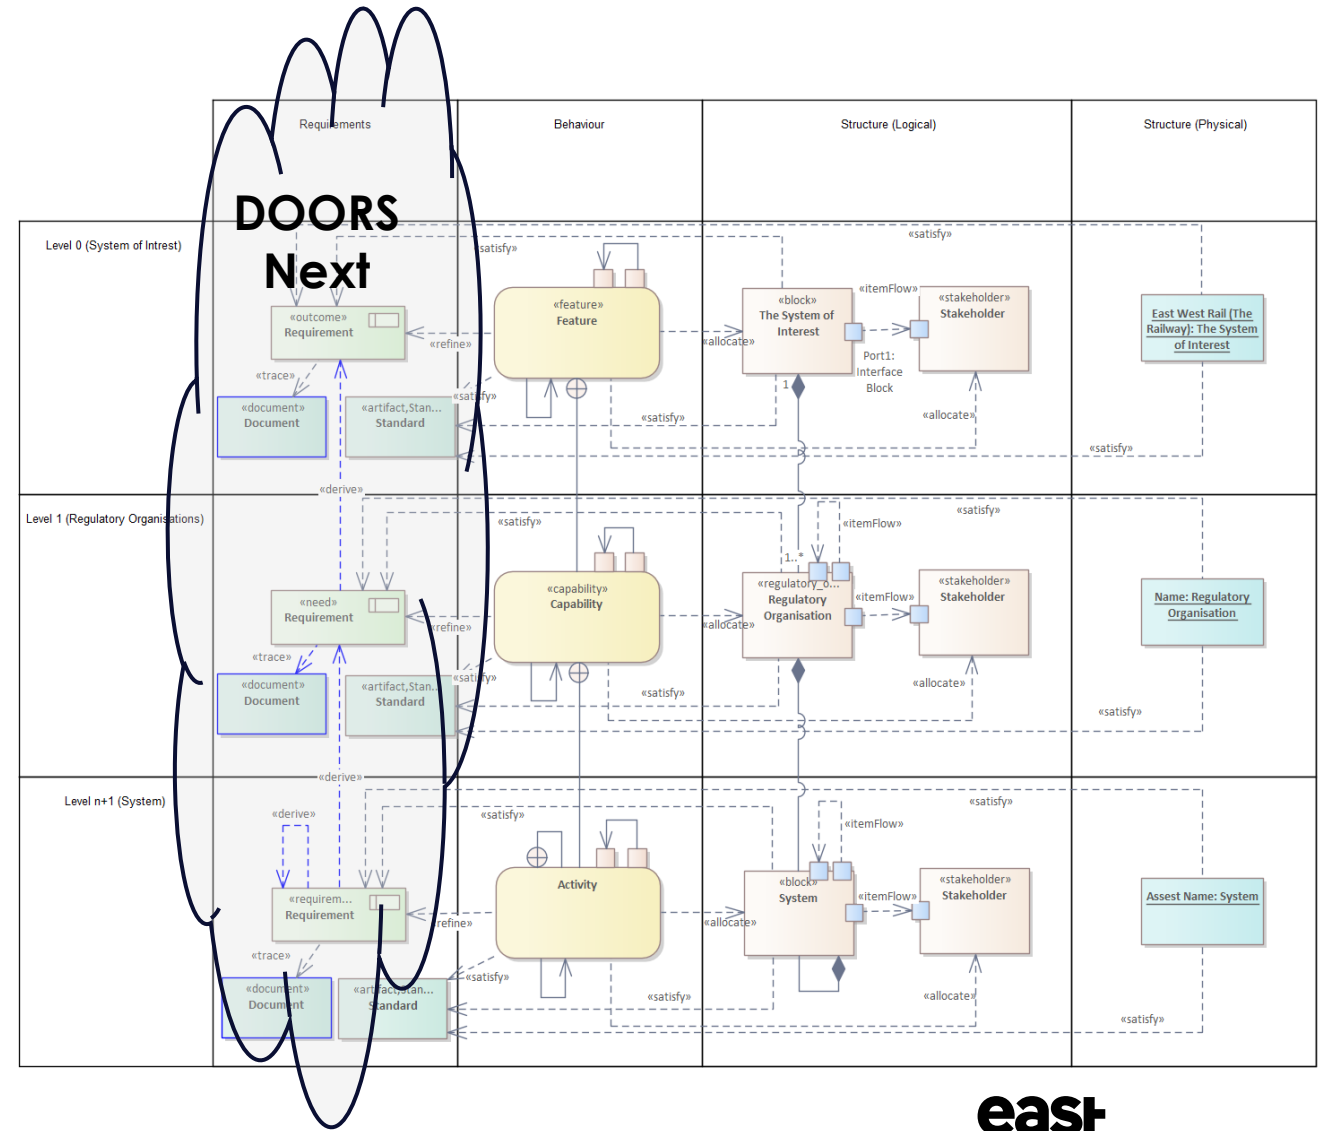 Requirements
Behaviour
Structure (Logical)
Structure (Physical)
DOORS
Next
Level 0 (System of Intrest)
«satisfy»
«satisfy»
«outcome»
Requirement
«refine»
«trace»
«document»
Document
«artifact,Stan...
Standard
«feature»
Feature
«allocate»
«satisfy»
«satisfy»
«block»
The System of
Interest
«itemFlow»
Port1:
Interface
Block
1
«stakeholder»
Stakeholder
«allocate»
«satisfy»
East West Rail (The
Railway): The System
of Interest
«derive»
Level 1 (Regulatory Organisations)
«satisfy»
«satisfy»
«itemFlow»
1..*
«need»
Requirement
«refine»
«trace»
«document»
Document
«artifact,Stan...
Standard
«capability»
Capability
«allocate»
«satisfy»
«satisfy»
«regulatory_o...
Regulatory
Organisation
«itemFlow»
«stakeholder»
Stakeholder
«allocate»
«satisfy»
Name: Regulatory
Organisation
«derive»
Level n+1 (System)
«satisfy»
«satisfy»
«derive»
«itemFlow»
«requirem...
Requirement
«refine»
«trace»
«document»
Document
«artifact,Stan...
Standard
Activity
«allocate»
«satisfy»
«satisfy»
«block»
System
«itemFlow»
«stakeholder»
Stakeholder
«allocate»
«satisfy»
Assest Name: System
east